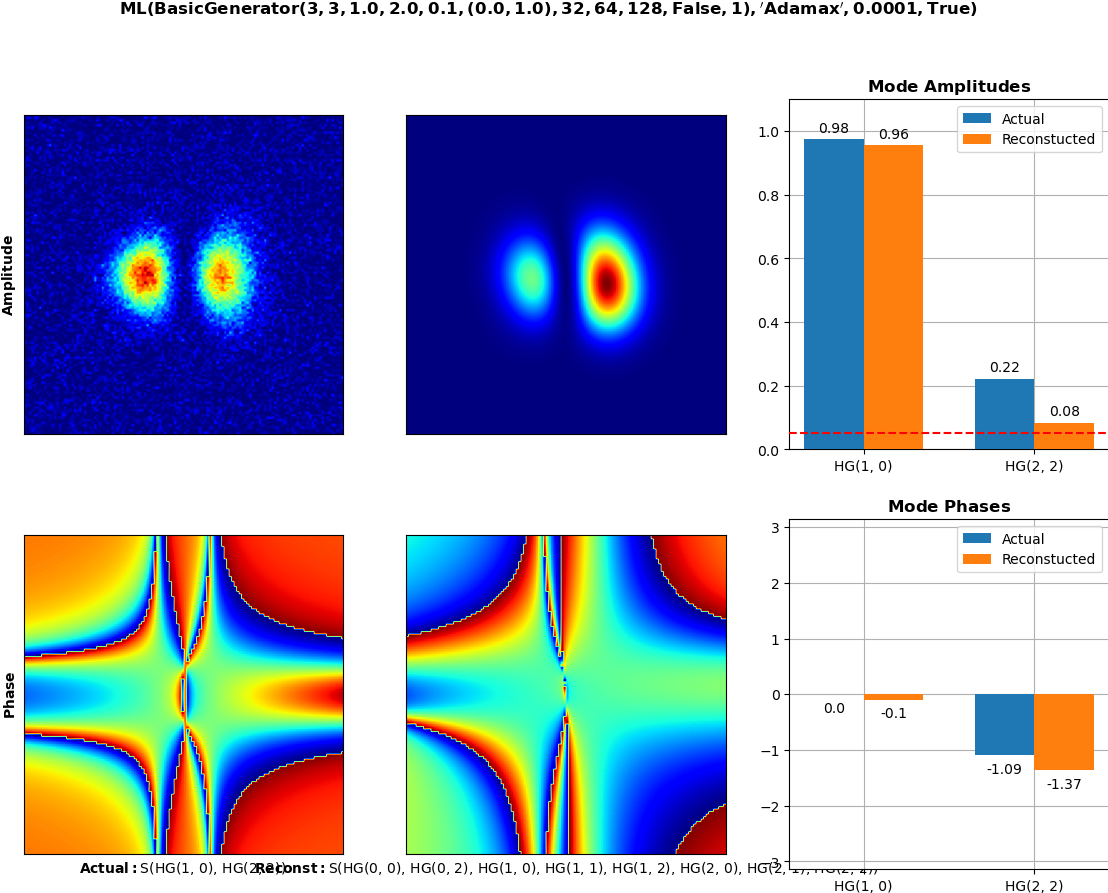 ML(BasicGenerator(3, 3, 1.0, 2.0, 0.1, (0.0, 1.0), 32, 64, 128, False, 1), ′Adamax′, 0.0001, True)
Amplitude
Mode Amplitudes
Actual
Reconstucted
1.0
0.8
0.6
0.4
0.2
0.0
0.98
0.96
0.22
0.08
HG(1, 0)
HG(2, 2)
Phase
Mode Phases
Actual
Reconstucted
3
2
1
0
−1
−2
−3
0.0
-0.1
-1.09
-1.37
HG(1, 0)
HG(2, 2)
Actual: S(HG(1, 0), HG(2, 2))
Reconst: S(HG(0, 0), HG(0, 2), HG(1, 0), HG(1, 1), HG(1, 2), HG(2, 0), HG(2, 1), HG(2, 2))